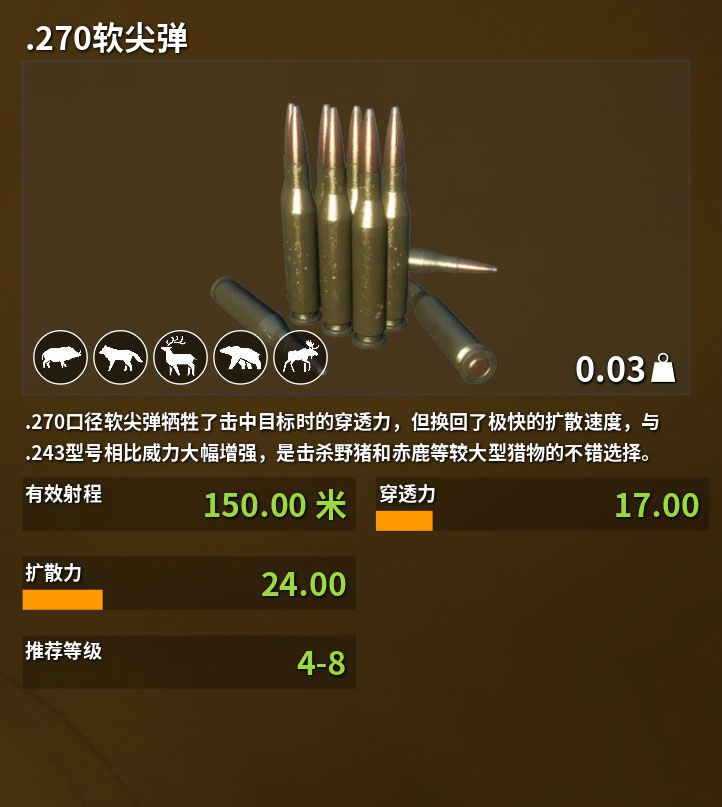 .270软尖弹
0.03
.270口径软尖弹牺牲了击中目标时的穿透力，但换回了极快的扩散速度，与
.243型号相比威力大幅增强，是击杀野猪和赤鹿等较大型猎物的不错选择。
有效射程 150.00 米
穿透力 17.00
扩散力 24.00
推荐等级 4-8